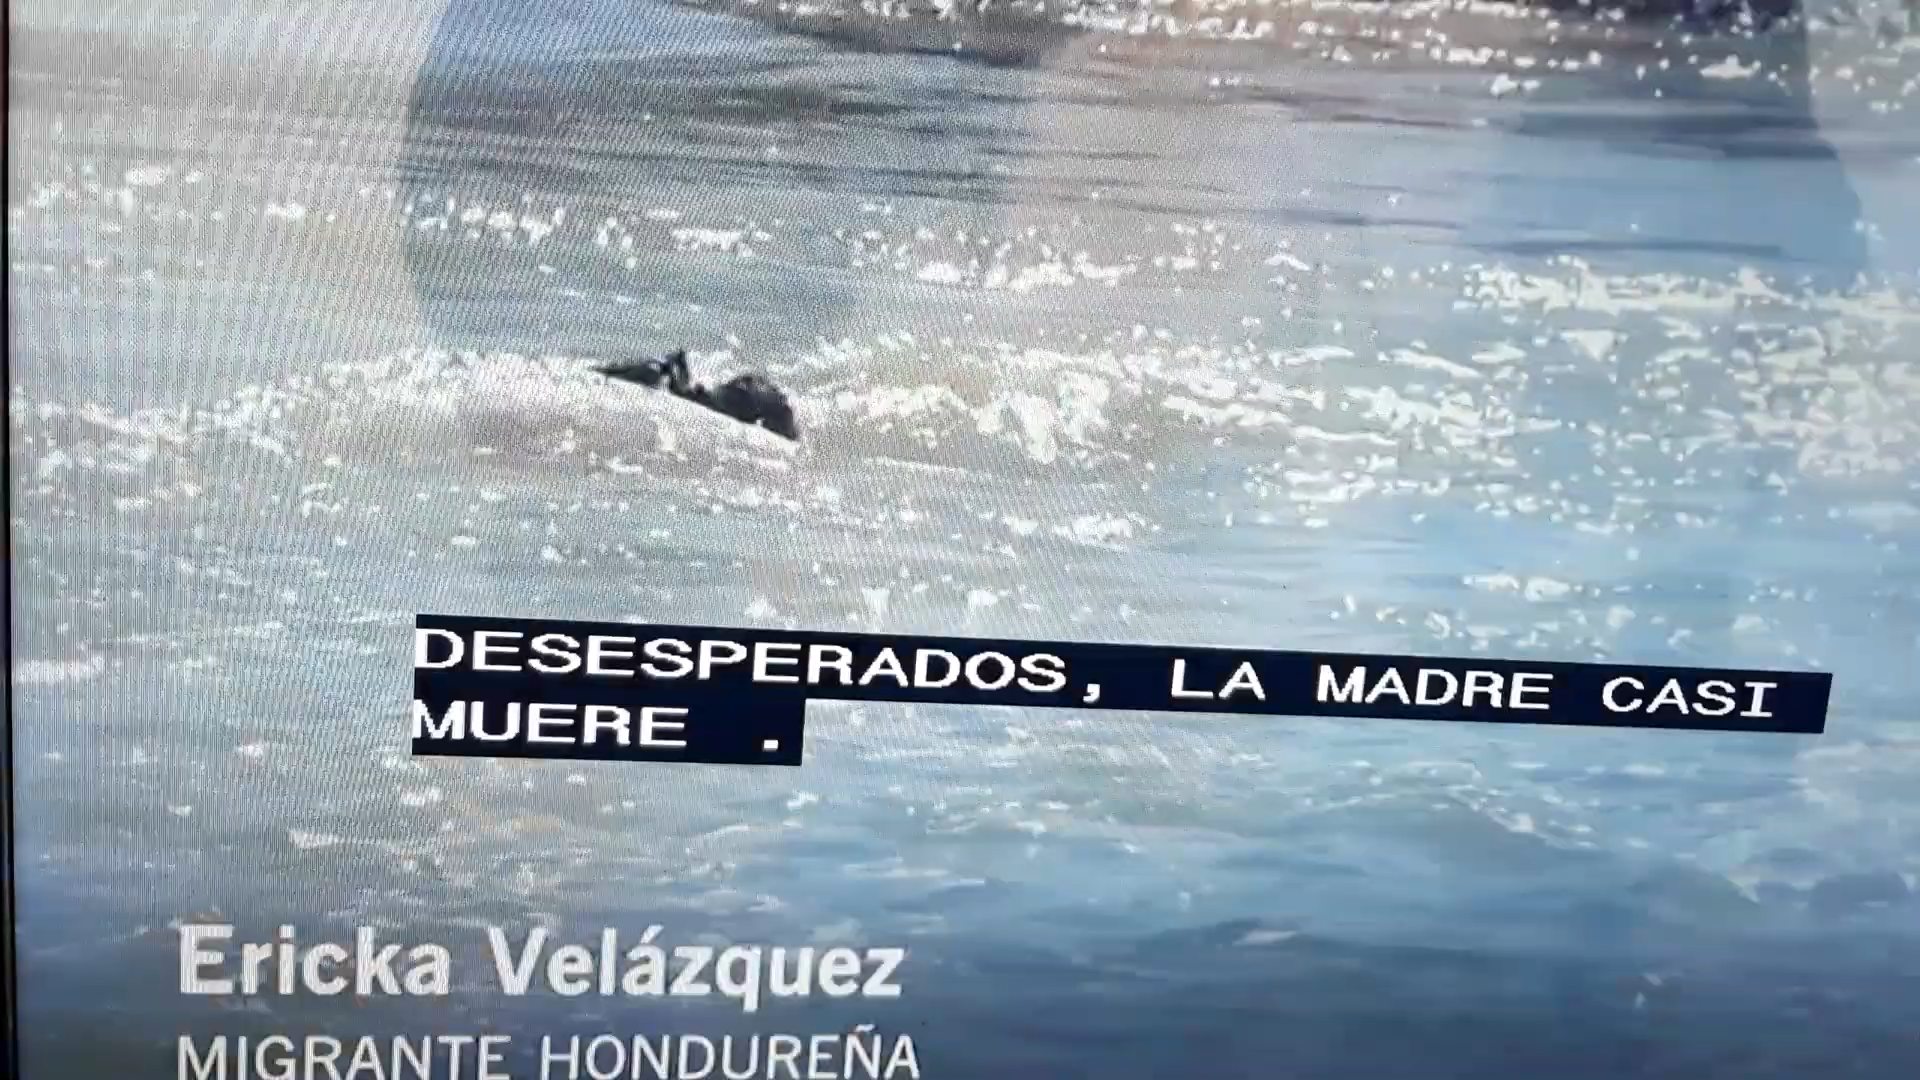 DESESPERADOS, LA MADRE CASI
MUERE .
Ericka Velázquez
MIGRANTE HONDUREÑA